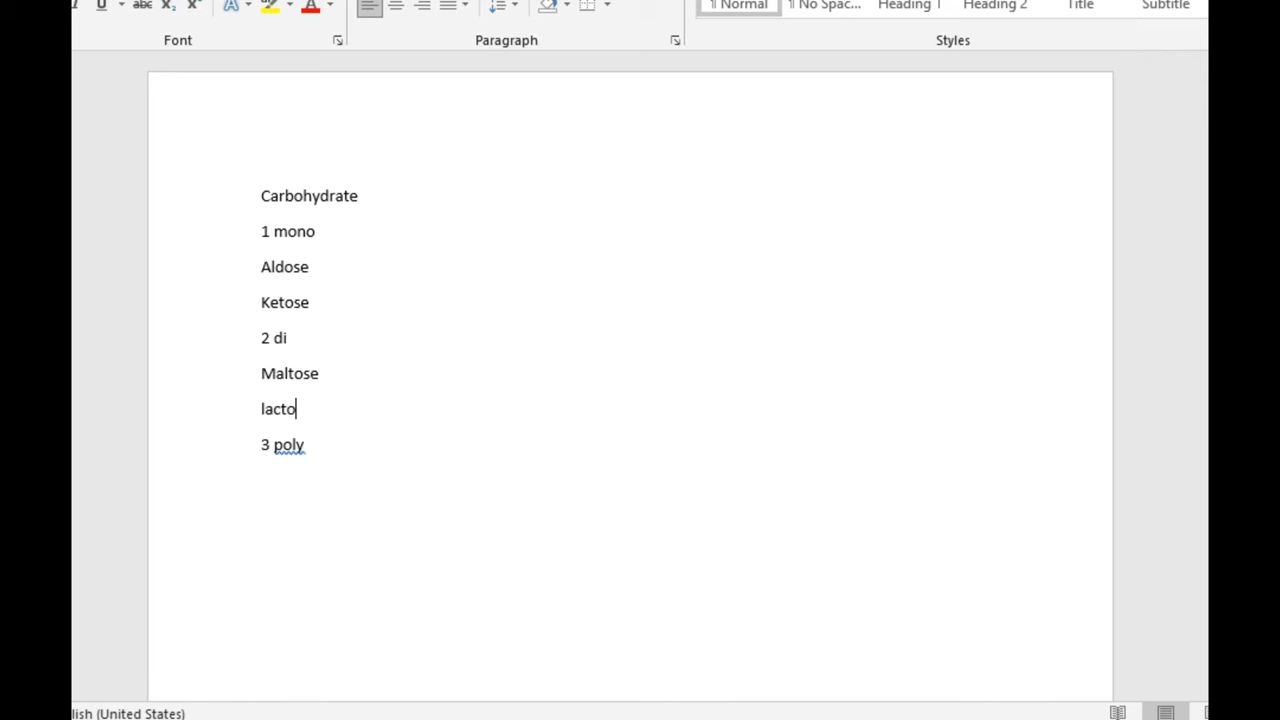 Normal
No Spac...
Heading 1
Heading 2
Title
Subtitle
Font
Paragraph
Styles
Carbohydrate
1 mono
Aldose
Ketose
2 di
Maltose
lacto
3 poly
lish (United States)